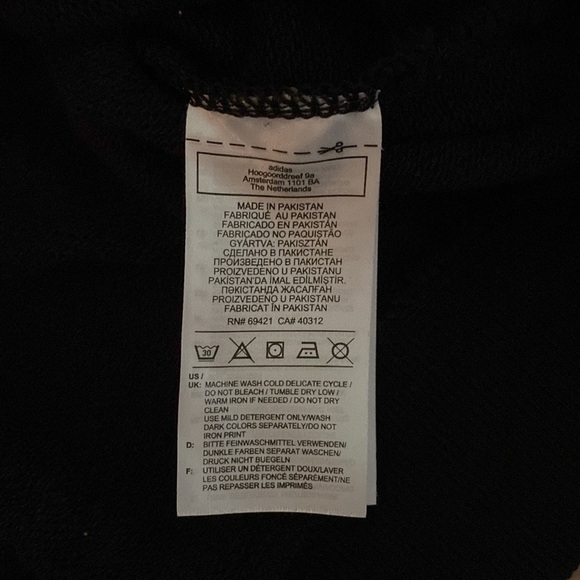 adidas
Hoogoorddreef 9a
Amsterdam 1101 BA
The Netherlands
MADE IN PAKISTAN
FABRIQUÉ AU PAKISTAN
FABRICADO EN PAKISTÁN
FABRICADO NO PAQUISTÃO
GYÁRTVA: PAKISZTÁN
СДЕЛАНО В ПАКИСТАНЕ
ПРОИЗВЕДЕНО В ПАКИСТАН
PROIZVEDENO U PAKISTANU
PAKISTAN'DA İMAL EDİLMİŞTİR.
ПӘКІСТАНДА ЖАСАЛҒАН
PROIZVEDENO U PAKISTANU
FABRICAT ÎN PAKISTAN
RN# 69421 CA# 40312
30
US /
UK: MACHINE WASH COLD DELICATE CYCLE /
DO NOT BLEACH / TUMBLE DRY LOW /
WARM IRON IF NEEDED / DO NOT DRY
CLEAN
USE MILD DETERGENT ONLY/WASH
DARK COLORS SEPARATELY/DO NOT
IRON PRINT
D: BITTE FEINWASCHMITTEL VERWENDEN/
DUNKLE FARBEN SEPARAT WASCHEN/
DRUCK NICHT BUEGELN
F: UTILISER UN DÉTERGENT DOUX/LAVER
LES COULEURS FONCÉ SÉPARÉMENT/NE
PAS REPASSER LES IMPRIMÉS